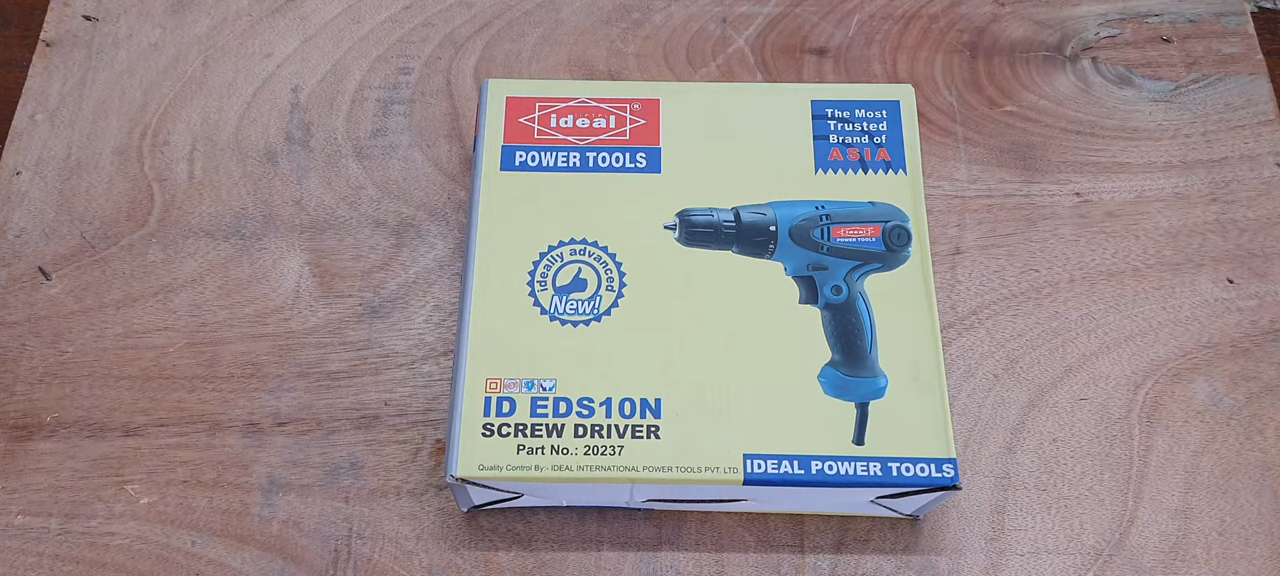 ideal®
POWER TOOLS
The Most
Trusted
Brand of
ASIA
ideal
POWER TOOLS
ideally advanced
New!
ID EDS10N
SCREW DRIVER
Part No.: 20237
Quality Control By:- IDEAL INTERNATIONAL POWER TOOLS PVT. LTD.
IDEAL POWER TOOLS